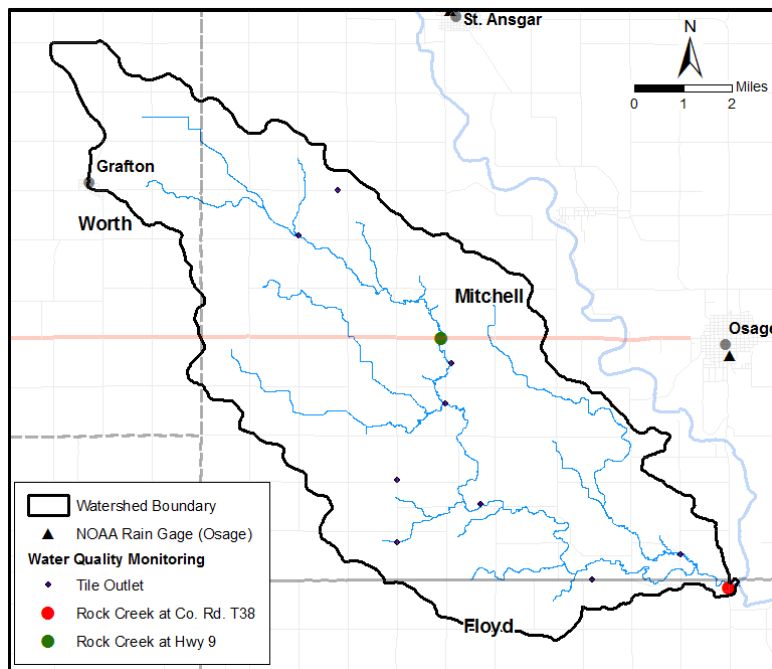 St. Ansgar
N
Miles
0 1 2
Grafton
Worth
Mitchell
Osage
Watershed Boundary
NOAA Rain Gage (Osage)
Water Quality Monitoring
Tile Outlet
Rock Creek at Co. Rd. T38
Rock Creek at Hwy 9
Floyd